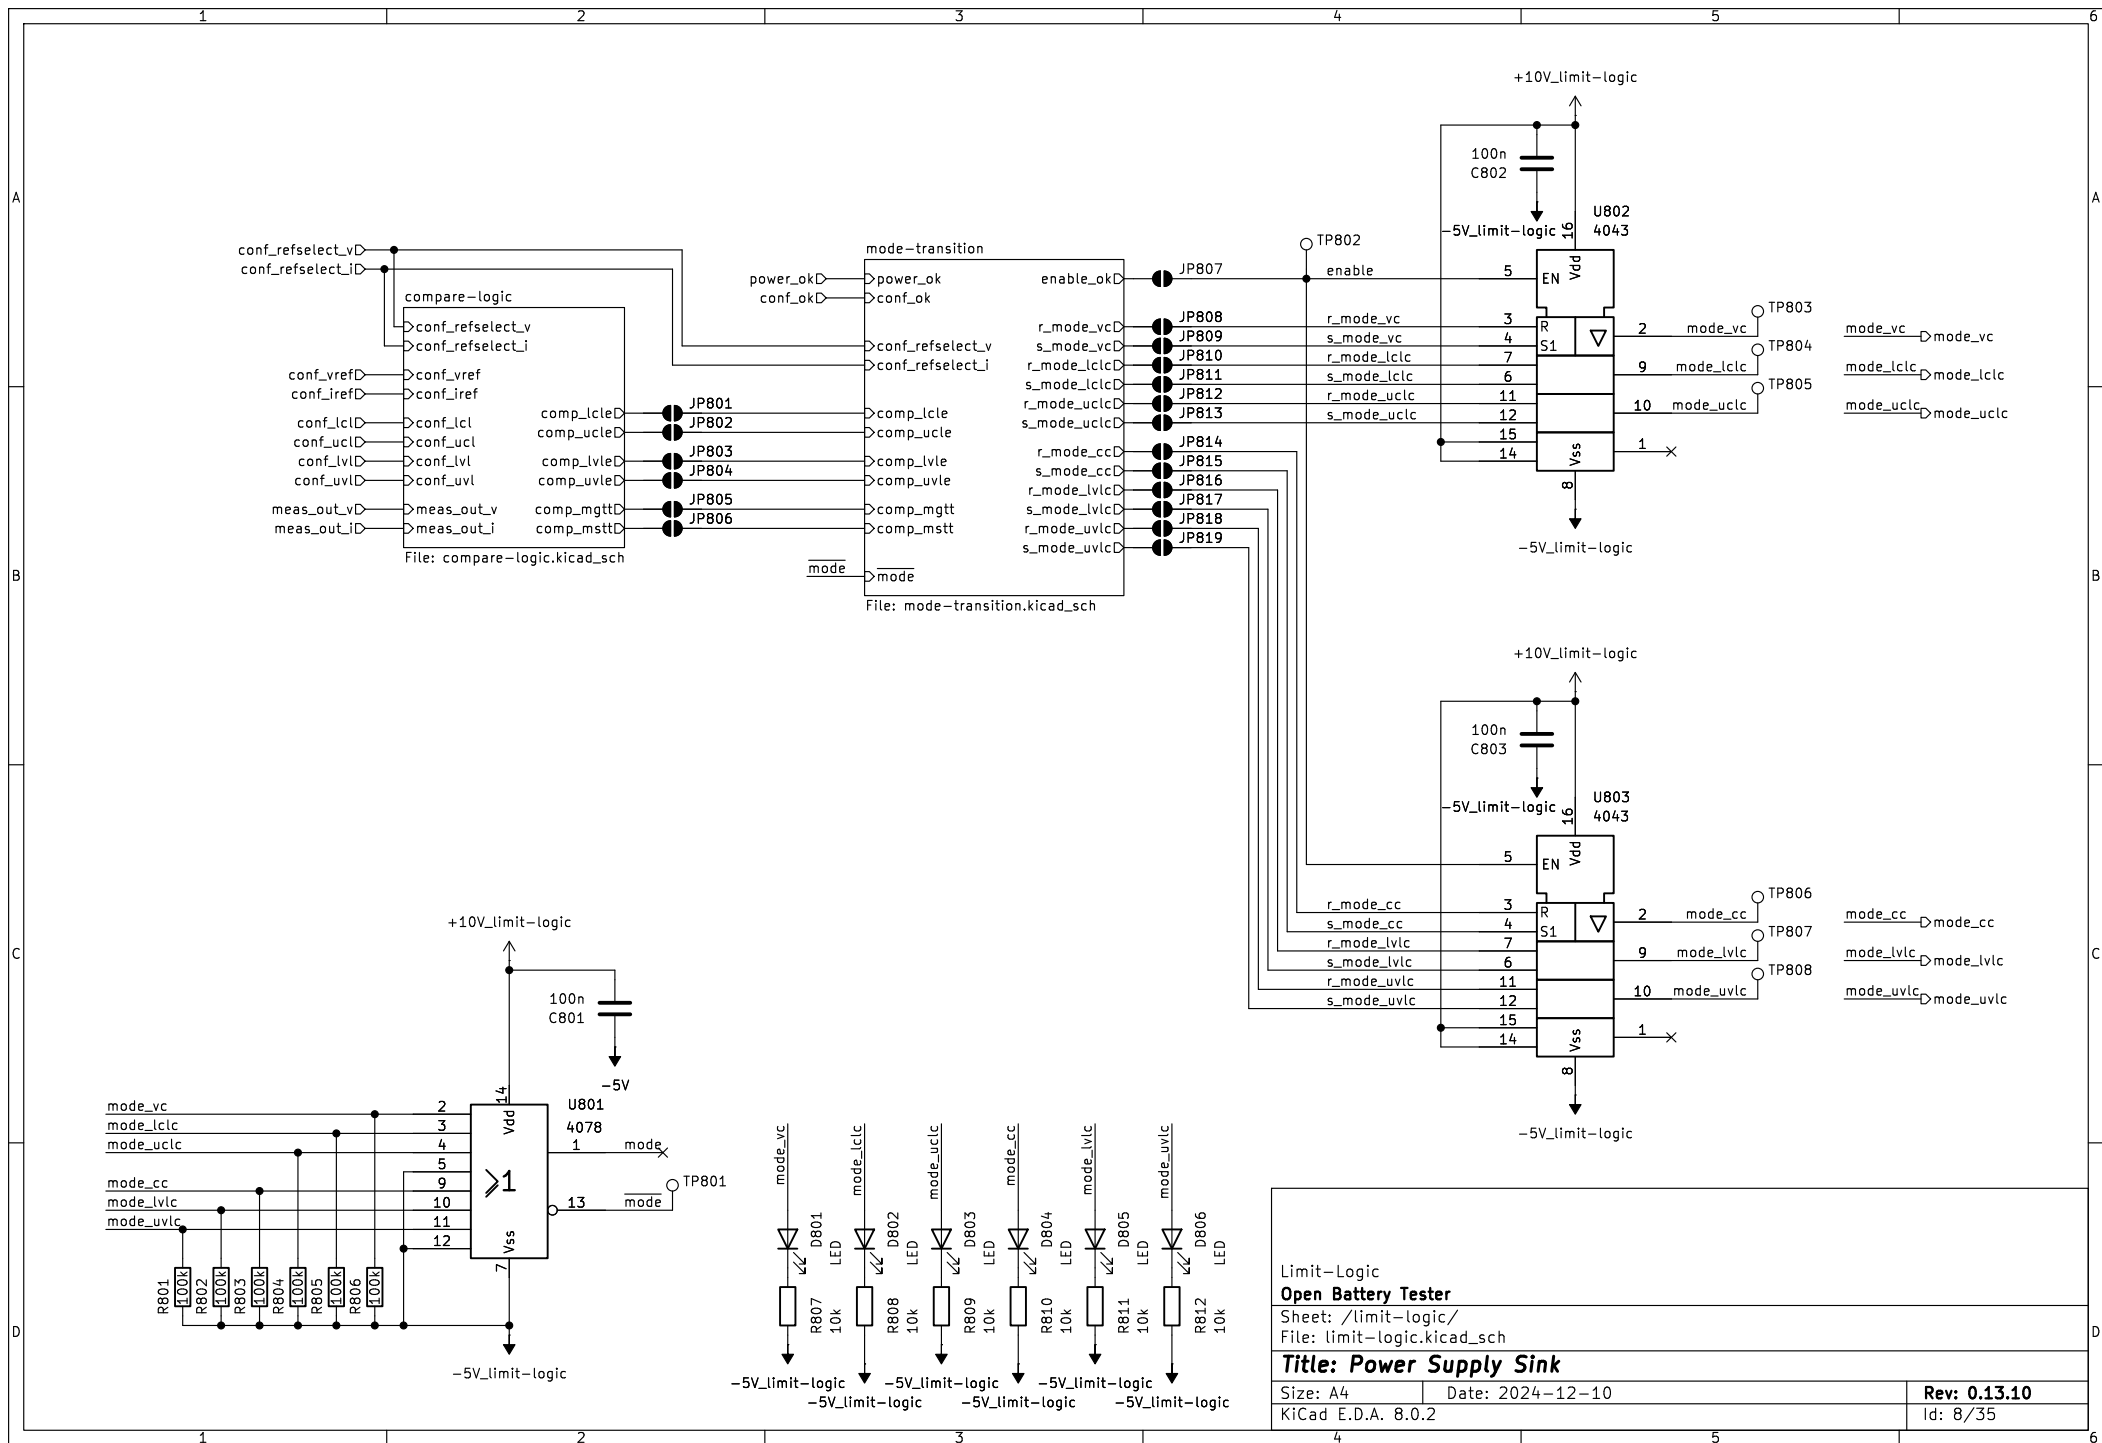 1 2 3 4 5 6
A A
B B
C C
D D
1 2 3 4 5 6
conf_refselect_v
conf_refselect_i
compare-logic
conf_refselect_v
conf_refselect_i
conf_vref conf_vref
conf_iref conf_iref
conf_lcl conf_lcl
conf_ucl conf_ucl
conf_lvl conf_lvl
conf_uvl conf_uvl
meas_out_v meas_out_v
meas_out_i meas_out_i
comp_lcle
comp_ucle
comp_lvle
comp_uvle
comp_mgtt
comp_mstt
File: compare-logic.kicad_sch
JP801
JP802
JP803
JP804
JP805
JP806
mode-transition
power_ok power_ok
conf_ok conf_ok
conf_refselect_v
conf_refselect_i
comp_lcle
comp_ucle
comp_lvle
comp_uvle
comp_mgtt
comp_mstt
mode mode
enable_ok
r_mode_vc
s_mode_vc
r_mode_lclc
s_mode_lclc
r_mode_uclc
s_mode_uclc
r_mode_cc
s_mode_cc
r_mode_lvlc
s_mode_lvlc
r_mode_uvlc
s_mode_uvlc
File: mode-transition.kicad_sch
JP807
JP808
JP809
JP810
JP811
JP812
JP813
JP814
JP815
JP816
JP817
JP818
JP819
TP802
+10V_limit-logic
100n
C802
-5V_limit-logic
U802
4043
16
Vdd
enable 5 EN
r_mode_vc 3 R
s_mode_vc 4 S1
r_mode_lclc 7
s_mode_lclc 6
r_mode_uclc 11
s_mode_uclc 12
15
14
Vss
8
-5V_limit-logic
2 mode_vc TP803
9 mode_lclc TP804
10 mode_uclc TP805
1
mode_vc mode_vc
mode_lclc mode_lclc
mode_uclc mode_uclc
+10V_limit-logic
100n
C803
-5V_limit-logic
U803
4043
16
Vdd
5 EN
r_mode_cc 3 R
s_mode_cc 4 S1
r_mode_lvlc 7
s_mode_lvlc 6
r_mode_uvlc 11
s_mode_uvlc 12
15
14
Vss
8
-5V_limit-logic
2 mode_cc TP806
9 mode_lvlc TP807
10 mode_uvlc TP808
1
mode_cc mode_cc
mode_lvlc mode_lvlc
mode_uvlc mode_uvlc
+10V_limit-logic
100n
C801
-5V
14
Vdd
U801
4078
mode_vc 2
mode_lclc 3
mode_uclc 4
5
mode_cc 9
mode_lvlc 10
mode_uvlc 11
12
≥1
1 mode
13 mode TP801
Vss
7
R801 100k
R802 100k
R803 100k
R804 100k
R805 100k
R806 100k
-5V_limit-logic
mode_vc
mode_lclc
mode_uclc
mode_cc
mode_lvlc
mode_uvlc
D801 LED
D802 LED
D803 LED
D804 LED
D805 LED
D806 LED
R807 10k
R808 10k
R809 10k
R810 10k
R811 10k
R812 10k
-5V_limit-logic -5V_limit-logic -5V_limit-logic
-5V_limit-logic -5V_limit-logic -5V_limit-logic
Limit-Logic
Open Battery Tester
Sheet: /limit-logic/
File: limit-logic.kicad_sch
Title: Power Supply Sink
Size: A4 Date: 2024-12-10 Rev: 0.13.10
KiCad E.D.A. 8.0.2 Id: 8/35